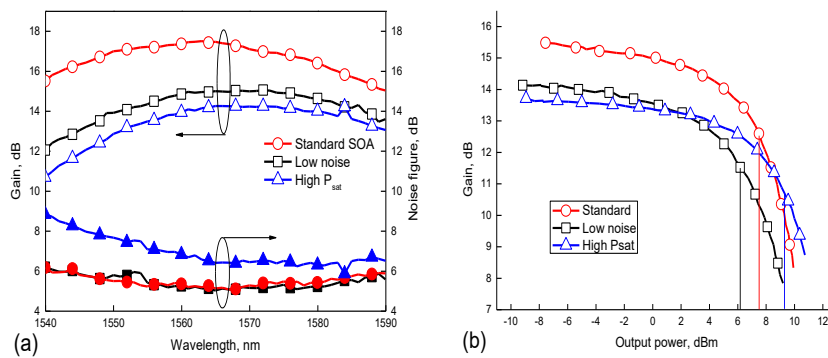 18 16 14 12 10 8 6 4
Gain, dB
Standard SOA
Low noise
High Psat
18 16 14 12 10 8 6 4
Noise figure, dB
1540 1550 1560 1570 1580 1590
Wavelength, nm
(a)
16 15 14 13 12 11 10 9 8 7
Gain, dB
Standard
Low noise
High Psat
-10 -8 -6 -4 -2 0 2 4 6 8 10 12
Output power, dBm
(b)